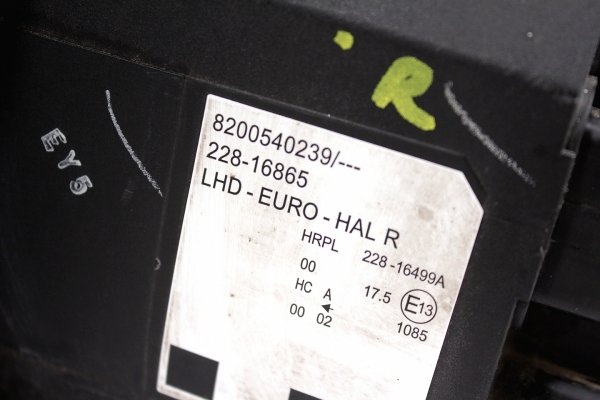 R
EY5
8200540239/---
228-16865
LHD - EURO - HAL R
HRPL 228 -16499A
00
HC A 17.5 E13
00 02 1085